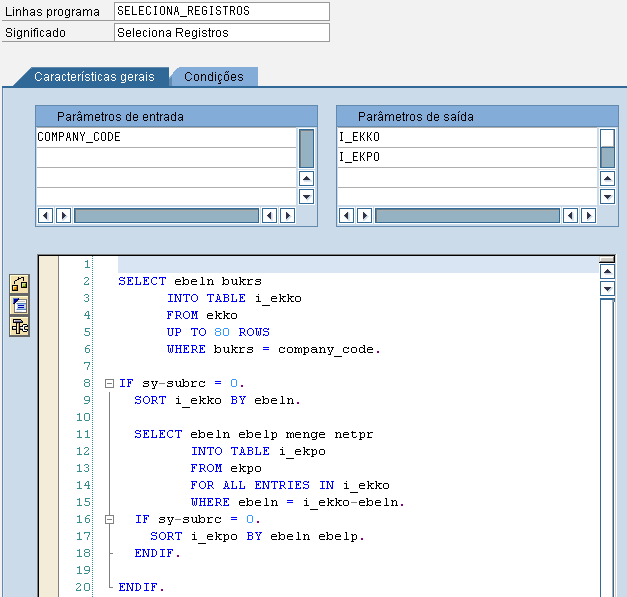 Linhas programa SELECIONA_REGISTROS
Significado Seleciona Registros
Características gerais Condições
Parâmetros de entrada
COMPANY_CODE
Parâmetros de saída
I_EKKO
I_EKPO
1
2 SELECT ebeln bukrs
3 INTO TABLE i_ekko
4 FROM ekko
5 UP TO 80 ROWS
6 WHERE bukrs = company_code.
7
8 IF sy-subrc = 0.
9 SORT i_ekko BY ebeln.
10
11 SELECT ebeln ebelp menge netpr
12 INTO TABLE i_ekpo
13 FROM ekpo
14 FOR ALL ENTRIES IN i_ekko
15 WHERE ebeln = i_ekko-ebeln.
16 IF sy-subrc = 0.
17 SORT i_ekpo BY ebeln ebelp.
18 ENDIF.
19
20 ENDIF.